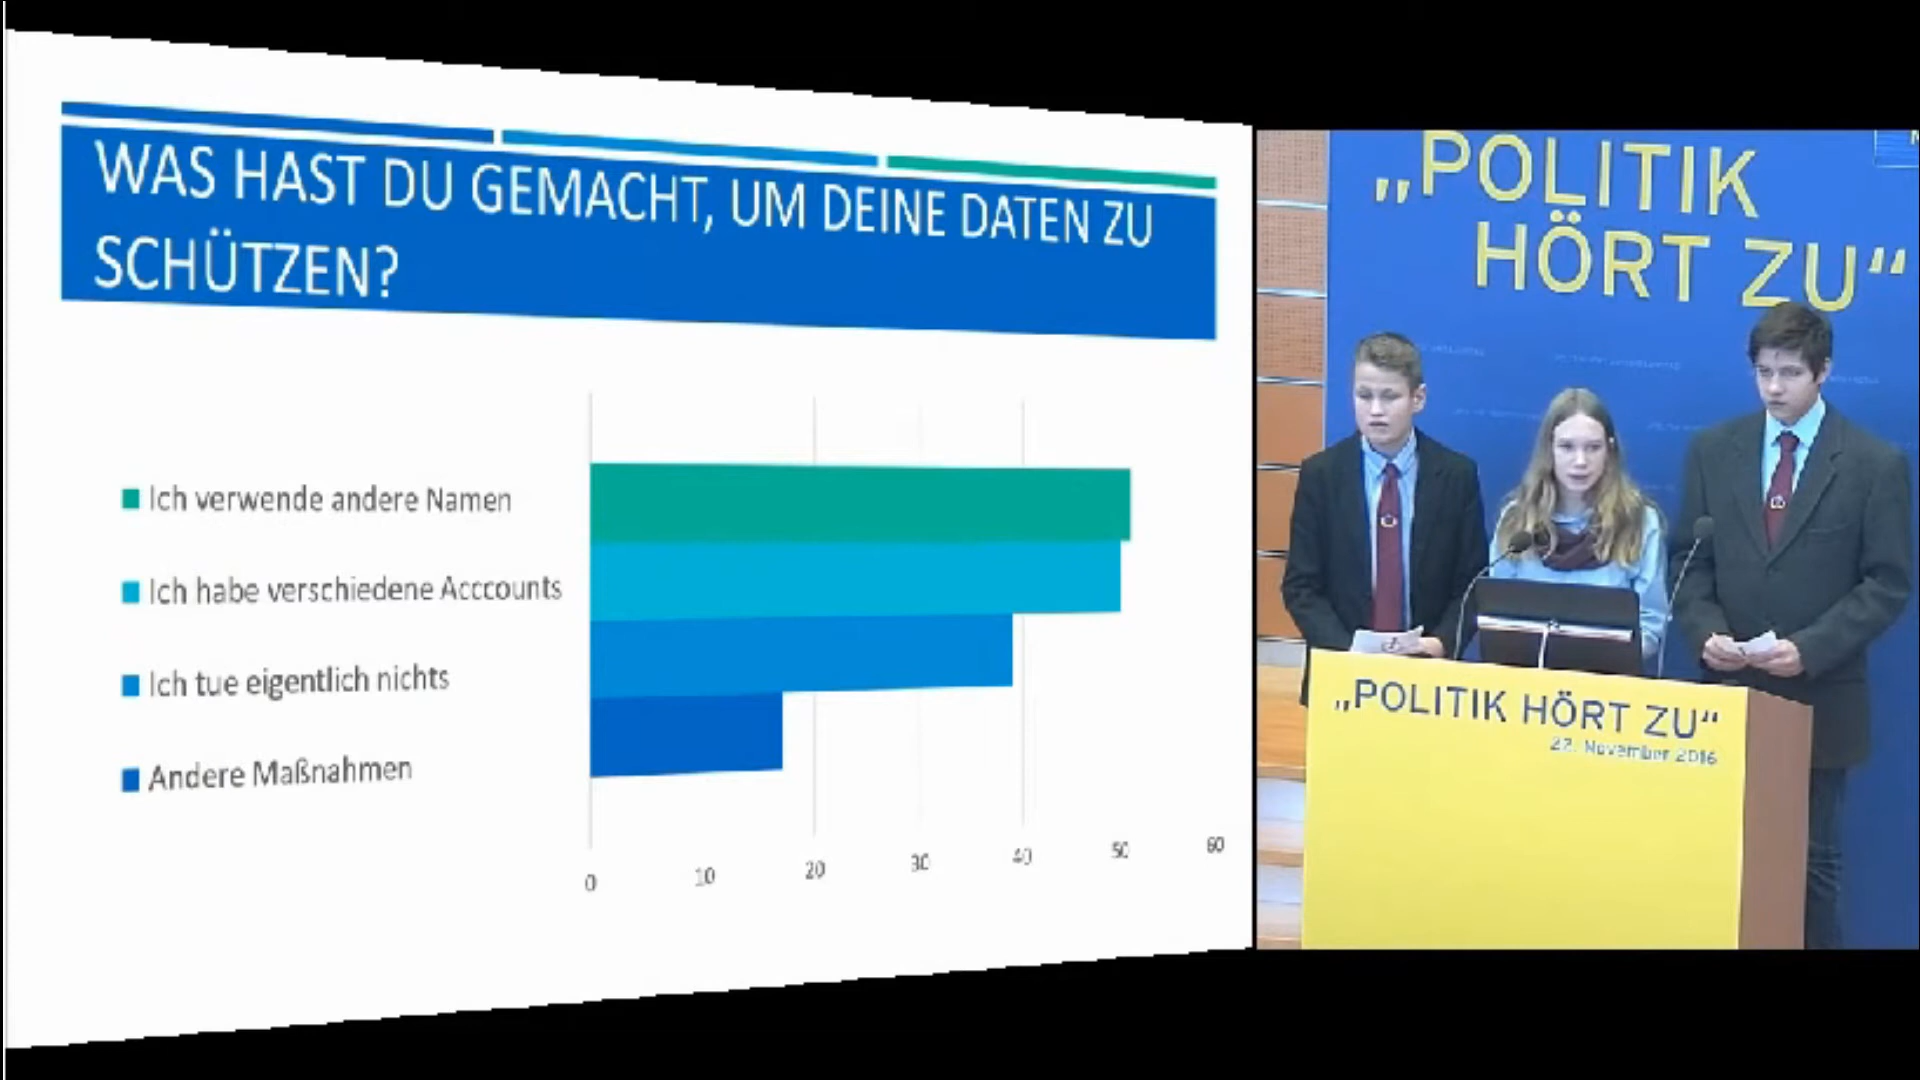 WAS HAST DU GEMACHT, UM DEINE DATEN ZU
SCHÜTZEN?
Ich verwende andere Namen
Ich habe verschiedene Acccounts
Ich tue eigentlich nichts
Andere Maßnahmen
0
10
20
30
40
50
60
„POLITIK
HÖRT ZU“
„POLITIK HÖRT ZU“
22. November 2016